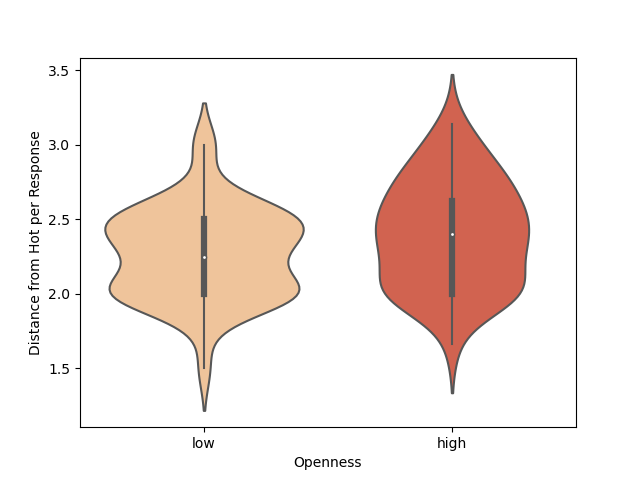 3.5
3.0
2.5
2.0
1.5
Distance from Hot per Response
low
high
Openness